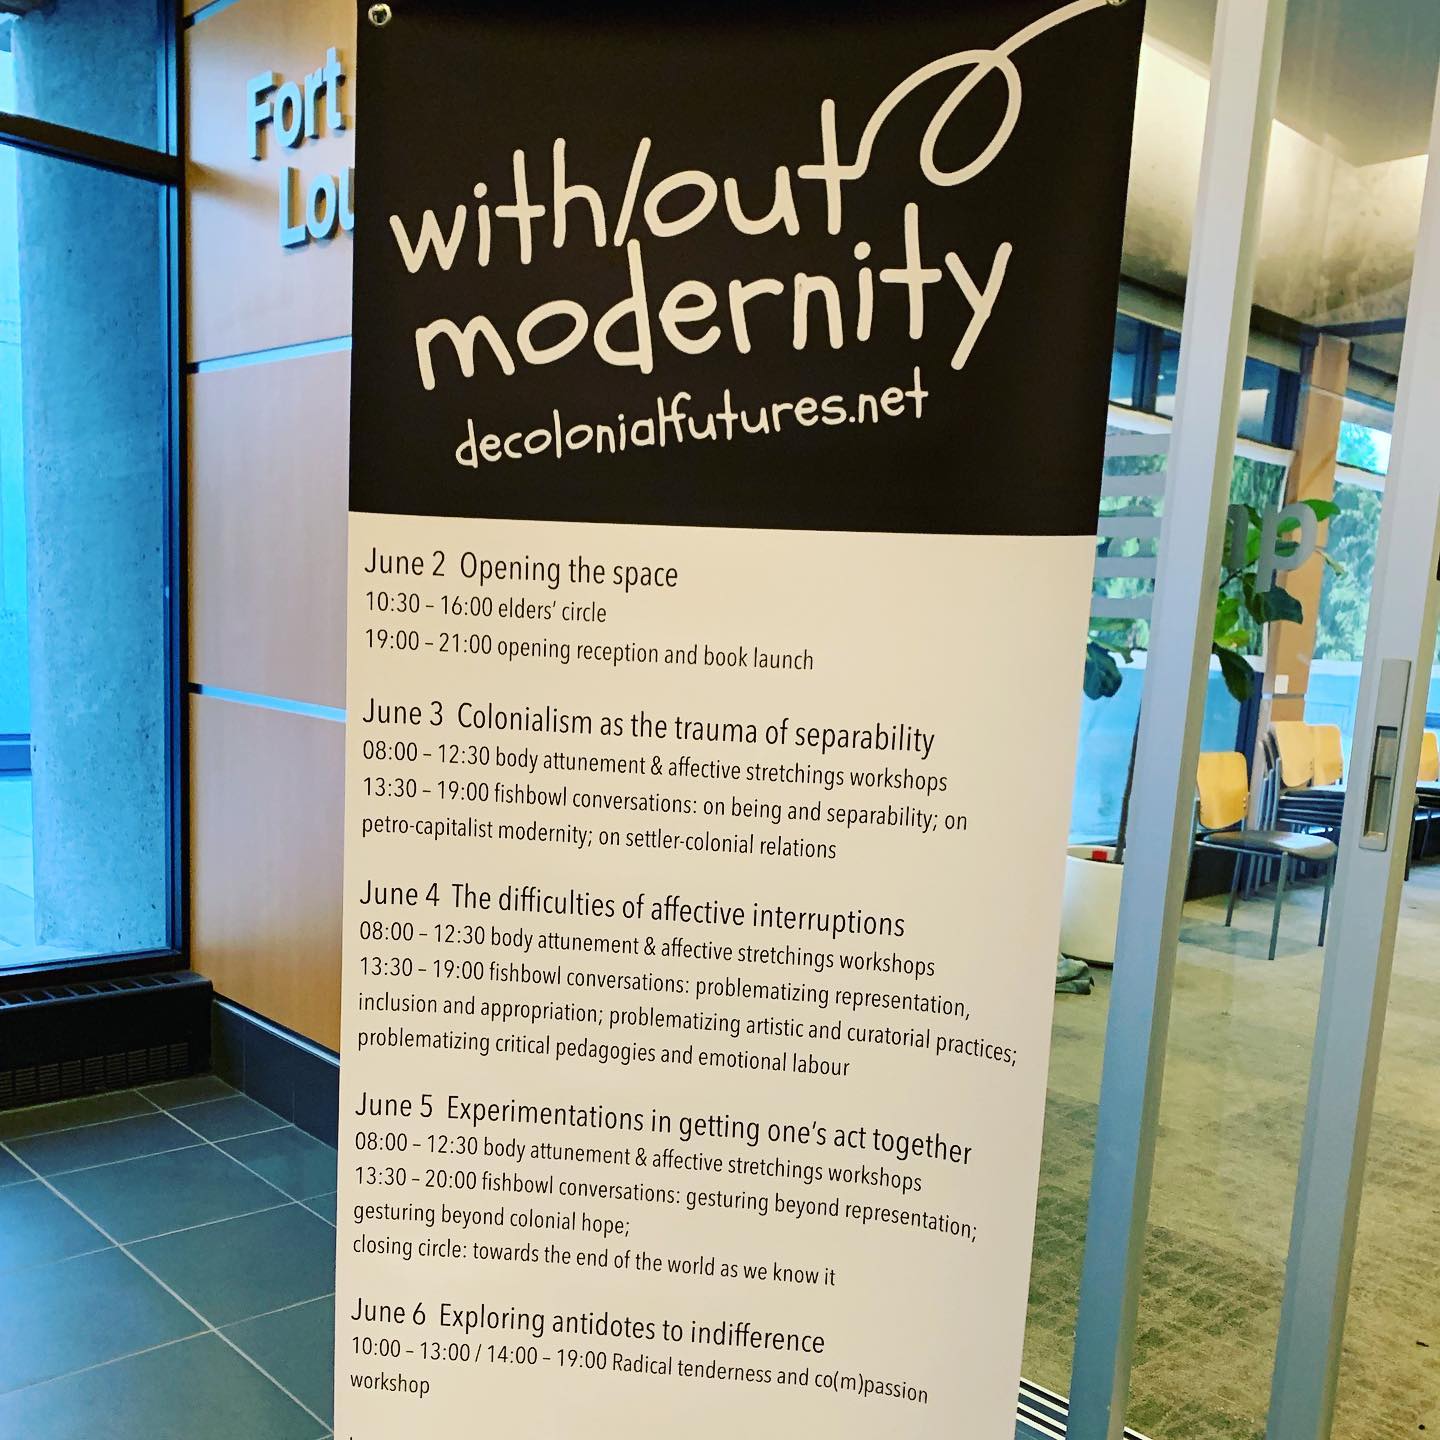 Fort
with/out
modernity
decolonialfutures.net
June 2 Opening the space
10:30 – 16:00 elders' circle
19:00 – 21:00 opening reception and book launch
June 3 Colonialism as the trauma of separability
08:00 – 12:30 body attunement & affective stretchings workshops
13:30 – 19:00 fishbowl conversations: on being and separability; on
petro-capitalist modernity; on settler-colonial relations
June 4 The difficulties of affective interruptions
08:00 – 12:30 body attunement & affective stretchings workshops
13:30 – 19:00 fishbowl conversations: problematizing representation,
inclusion and appropriation; problematizing artistic and curatorial practices;
problematizing critical pedagogies and emotional labour
June 5 Experimentations in getting one's act together
08:00 – 12:30 body attunement & affective stretchings workshops
13:30 – 20:00 fishbowl conversations: gesturing beyond representation;
gesturing beyond colonial hope;
closing circle: towards the end of the world as we know it
June 6 Exploring antidotes to indifference
10:00 – 13:00 / 14:00 – 19:00 Radical tenderness and co(m)passion
workshop